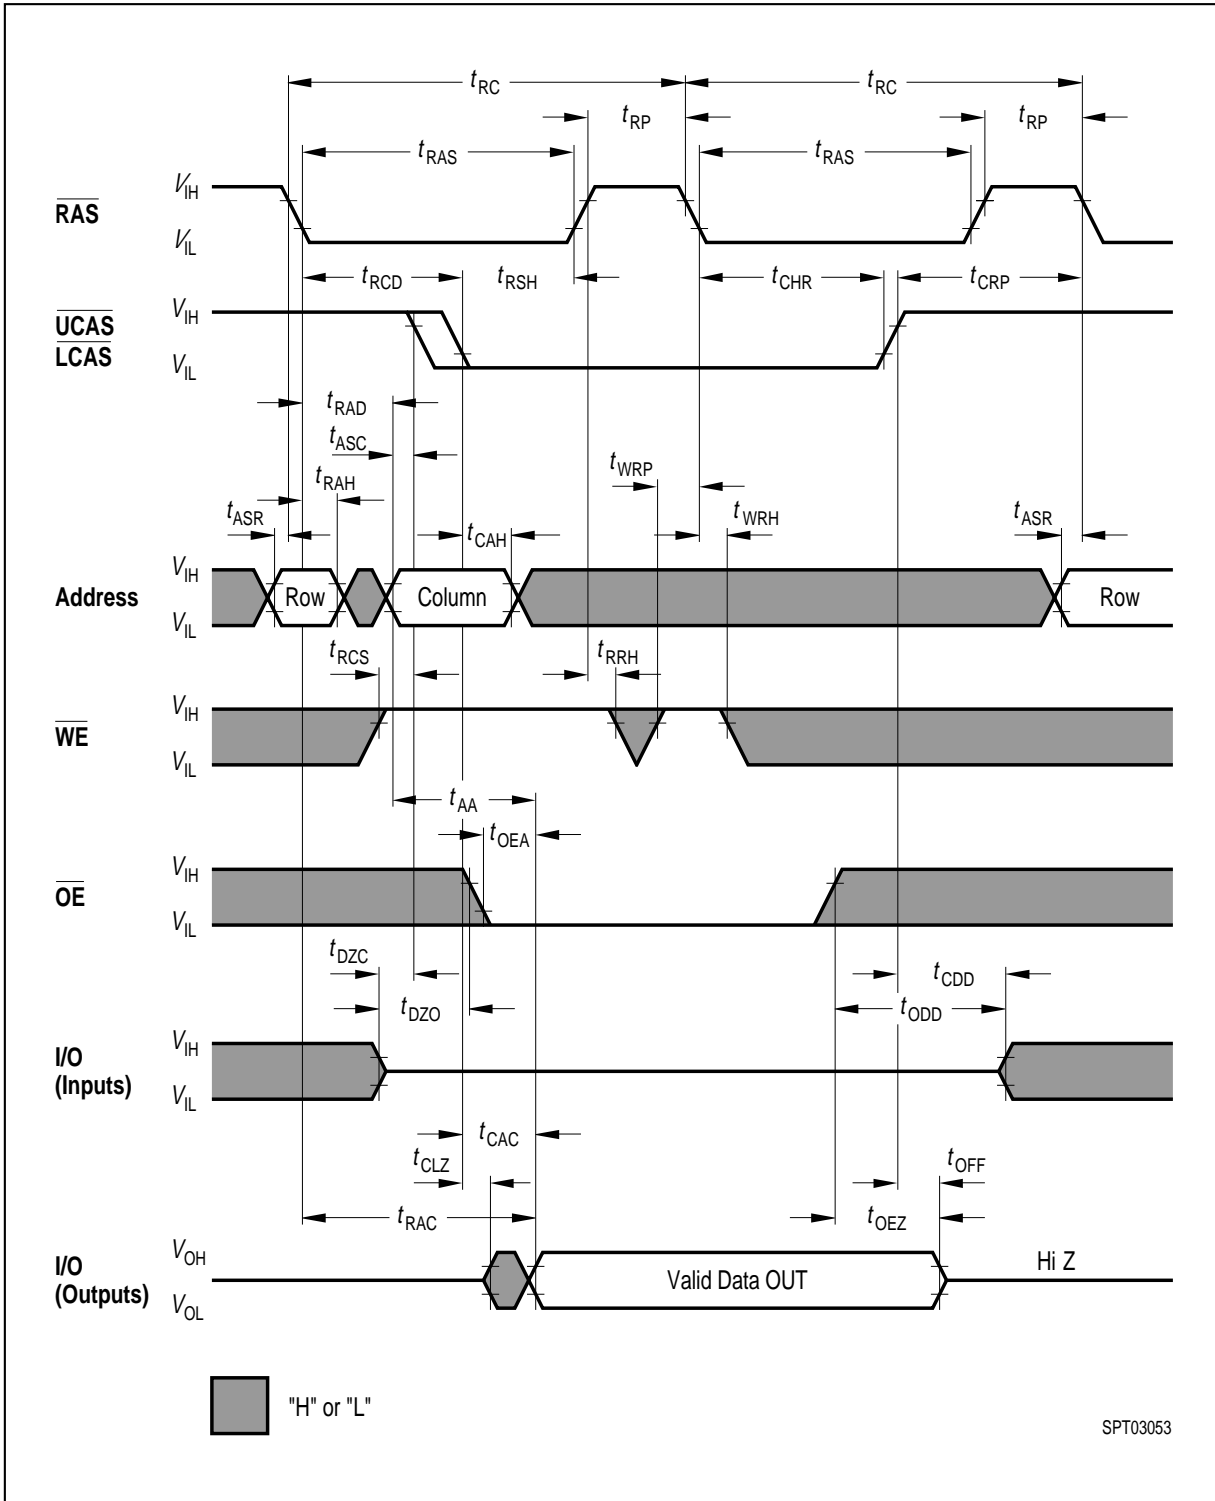 tRC tRC
tRP tRP
tRAS tRAS
RAS VIH
VIL
tRCD tRSH tCHR tCRP
UCAS VIH
LCAS VIL
tRAD
tASC
tRAH tWRP
tASR tCAH tWRH tASR
Address VIH Row Column Row
VIL
tRCS tRRH
WE VIH
VIL
tAA
tOEA
OE VIH
VIL
tDZC tCDD
tDZO tODD
I/O VIH
(Inputs) VIL
tCAC
tCLZ tOFF
tRAC tOEZ
I/O VOH Valid Data OUT Hi Z
(Outputs) VOL
"H" or "L"
SPT03053